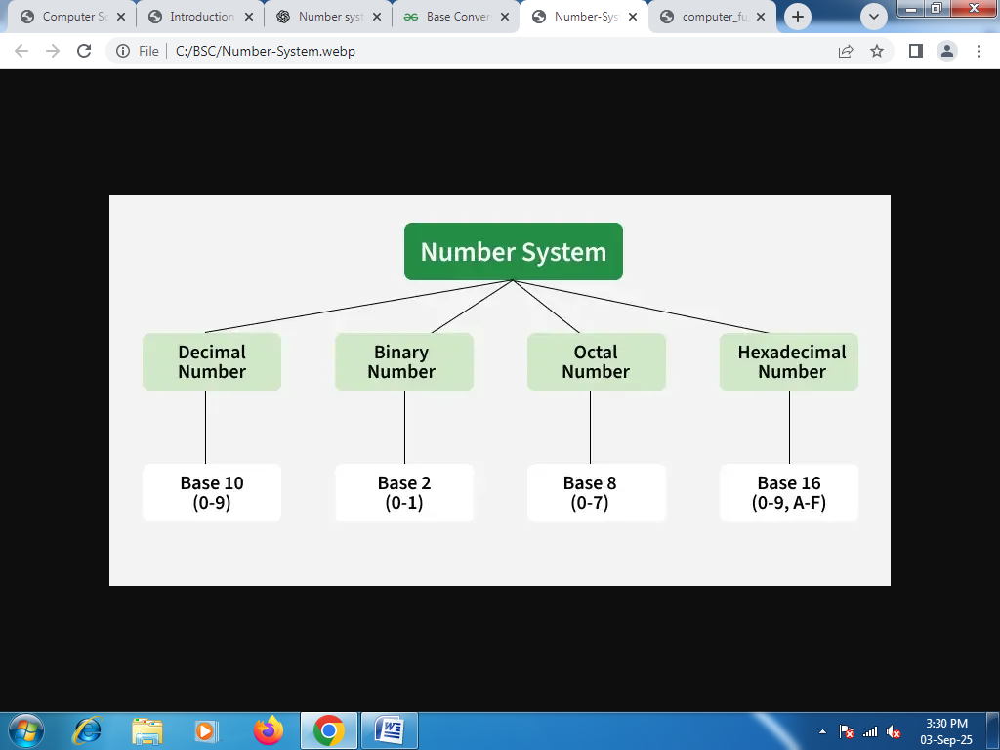 Computer Sc
Introduction
Number syst
Base Conver
Number-Sys
computer_fu
File
C:/BSC/Number-System.webp
Number System
Decimal
Number
Binary
Number
Octal
Number
Hexadecimal
Number
Base 10
(0-9)
Base 2
(0-1)
Base 8
(0-7)
Base 16
(0-9, A-F)
3:30 PM
03-Sep-25